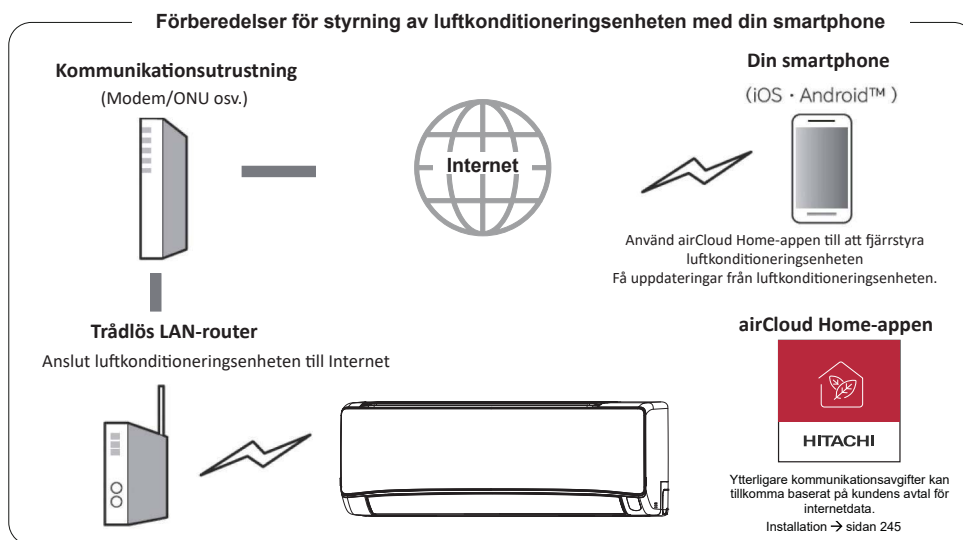 Förberedelser för styrning av luftkonditioneringsenheten med din smartphone
Kommunikationsutrustning
(Modem/ONU osv.)
Internet
Din smartphone
(iOS・Android™)
Använd airCloud Home-appen till att fjärrstyra
luftkonditioneringsenheten
Få uppdateringar från luftkonditioneringsenheten.
Trådlös LAN-router
Anslut luftkonditioneringsenheten till Internet
airCloud Home-appen
HITACHI
Ytterligare kommunikationsavgifter kan
tillkomma baserat på kundens avtal för
internetdata.
Installation → sidan 245